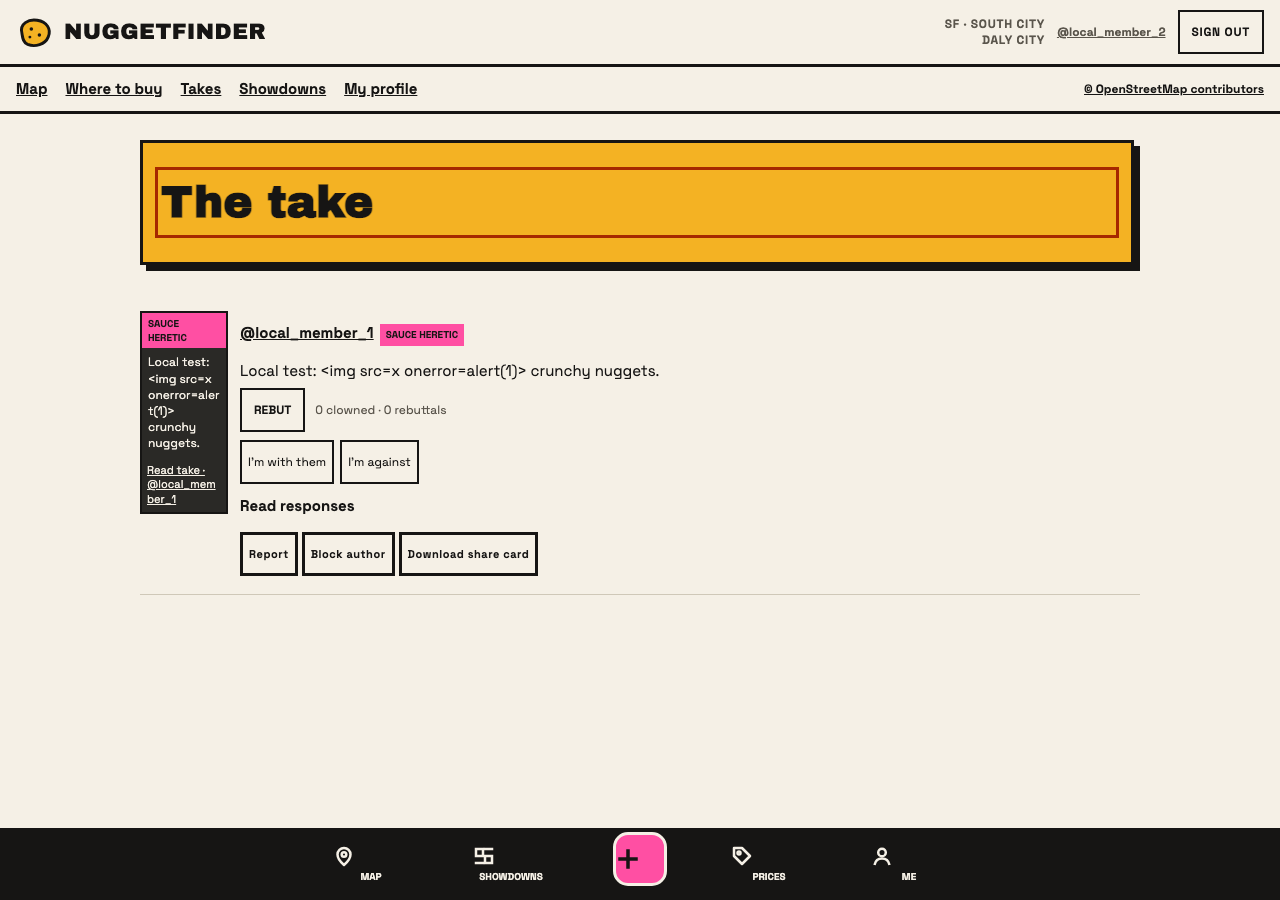 NUGGETFINDER
SF · SOUTH CITY
DALY CITY
@local_member_2
SIGN OUT
Map
Where to buy
Takes
Showdowns
My profile
© OpenStreetMap contributors
The take
SAUCE
HERETIC
Local test:
<img src=x
onerror=aler
t(1)>
crunchy
nuggets.
Read take ·
@local_mem
ber_1
@local_member_1 SAUCE HERETIC
Local test: <img src=x onerror=alert(1)> crunchy nuggets.
REBUT 0 clowned · 0 rebuttals
I'm with them I'm against
Read responses
Report Block author Download share card
MAP
SHOWDOWNS
+
PRICES
ME